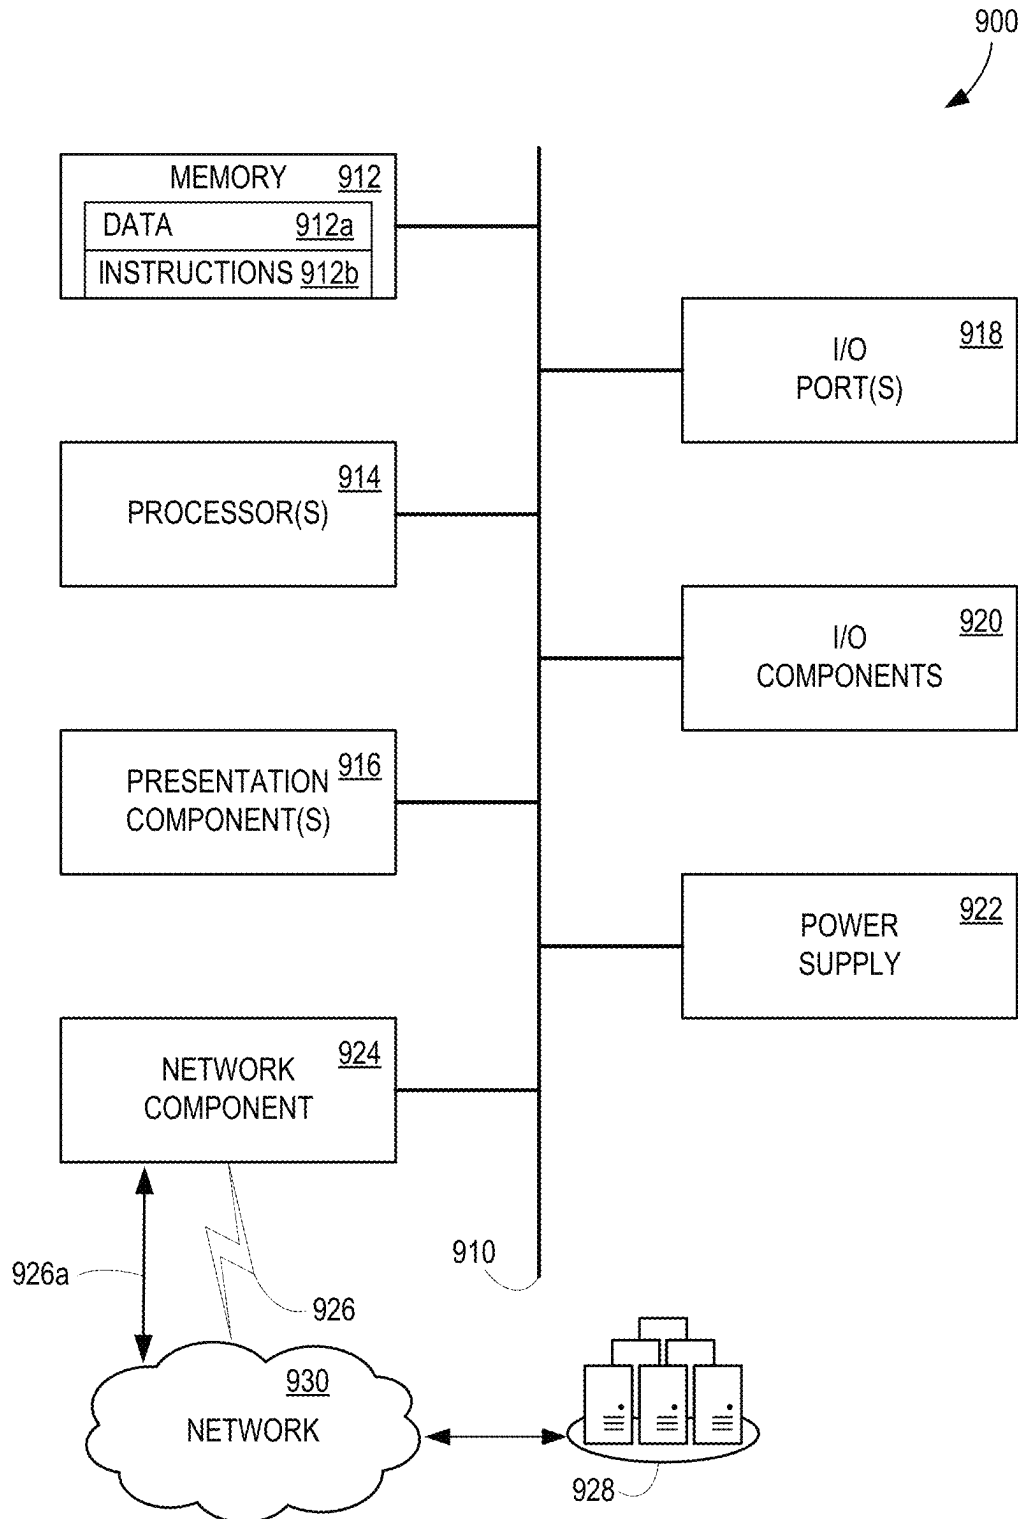 900
MEMORY 912
DATA 912a
INSTRUCTIONS 912b
918
I/O
PORT(S)
914
PROCESSOR(S)
920
I/O
COMPONENTS
916
PRESENTATION
COMPONENT(S)
922
POWER
SUPPLY
924
NETWORK
COMPONENT
910
926a
926
930
NETWORK
928